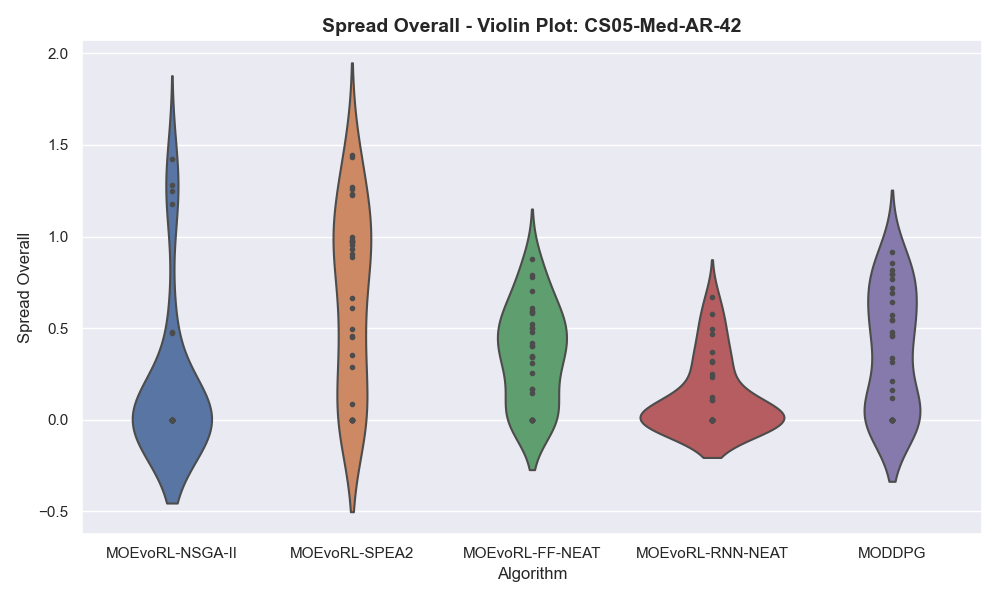 Spread Overall - Violin Plot: CS05-Med-AR-42
2.0
1.5
1.0
0.5
0.0
−0.5
Spread Overall
MOEvoRL-NSGA-II MOEvoRL-SPEA2 MOEvoRL-FF-NEAT MOEvoRL-RNN-NEAT MODDPG
Algorithm